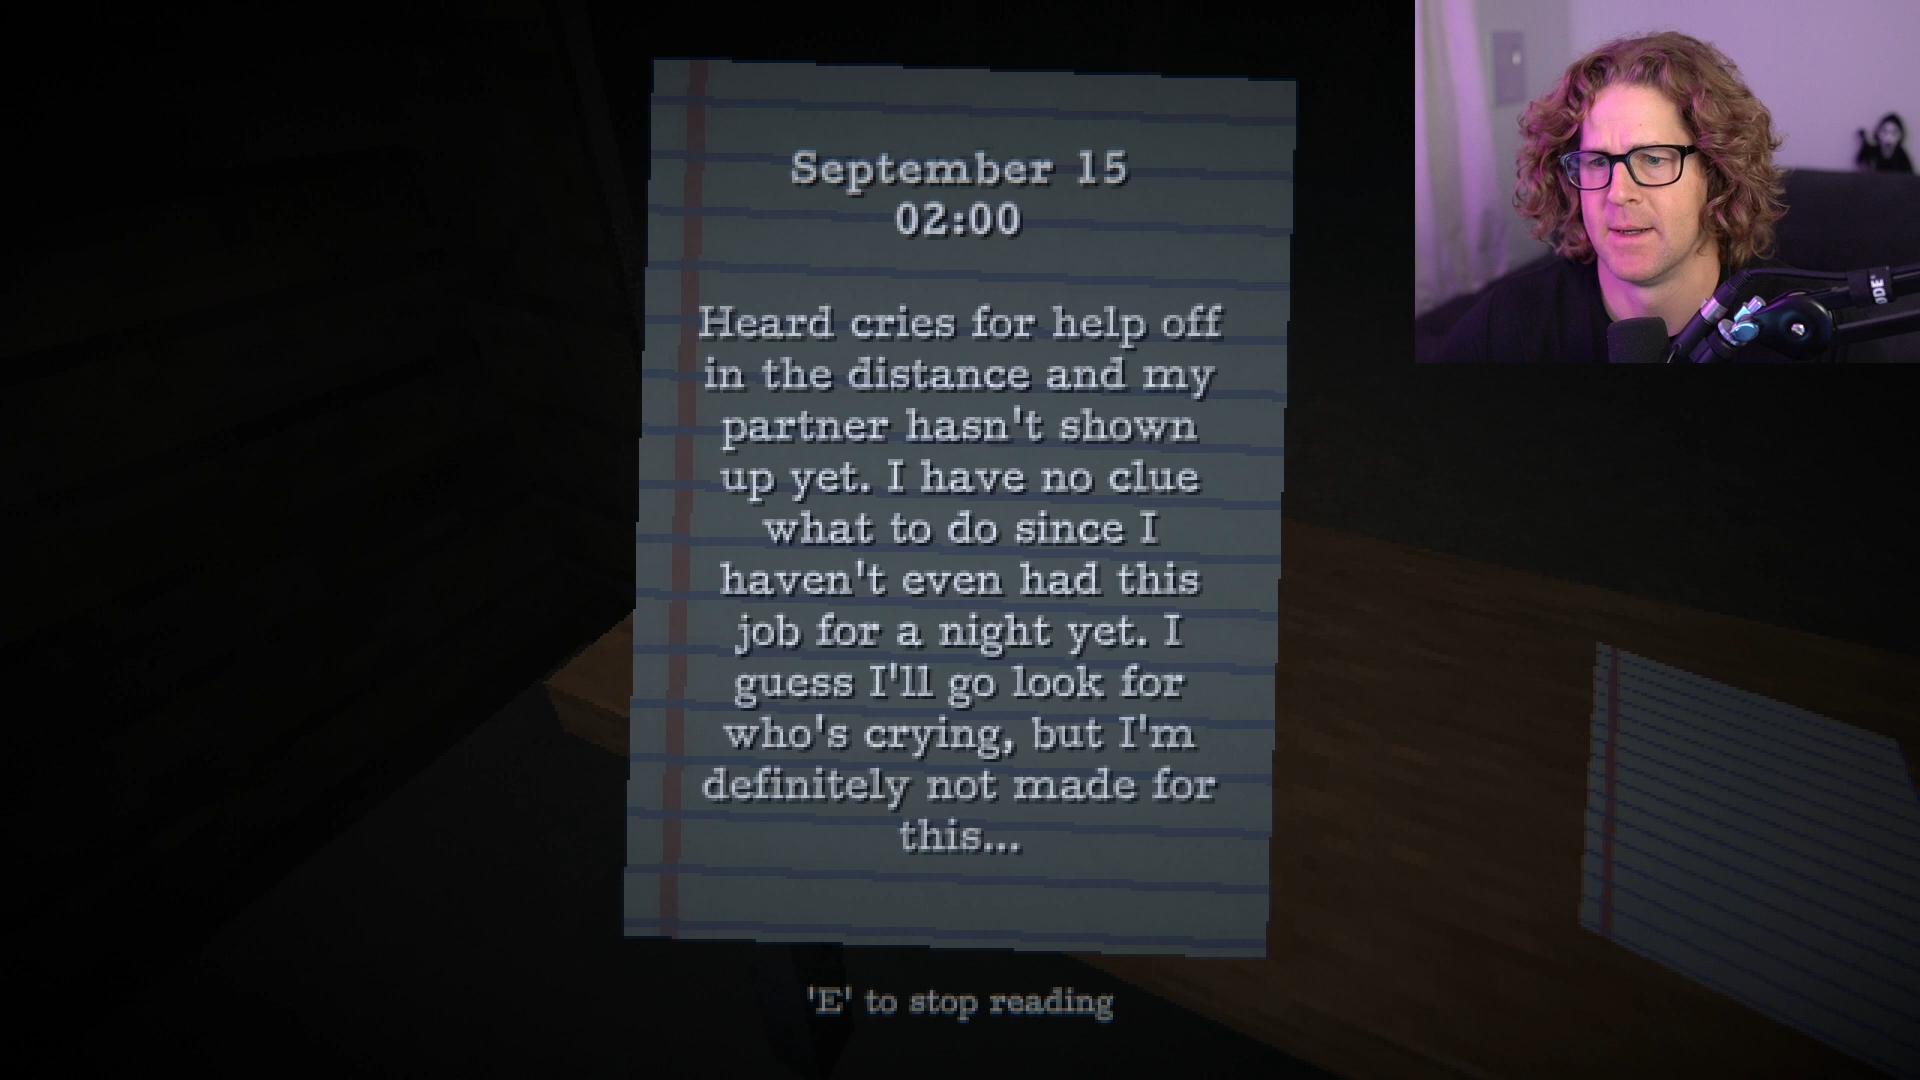 September 15
02:00
Heard cries for help off
in the distance and my
partner hasn't shown
up yet. I have no clue
what to do since I
haven't even had this
job for a night yet. I
guess I'll go look for
who's crying, but I'm
definitely not made for
this...
'E' to stop reading